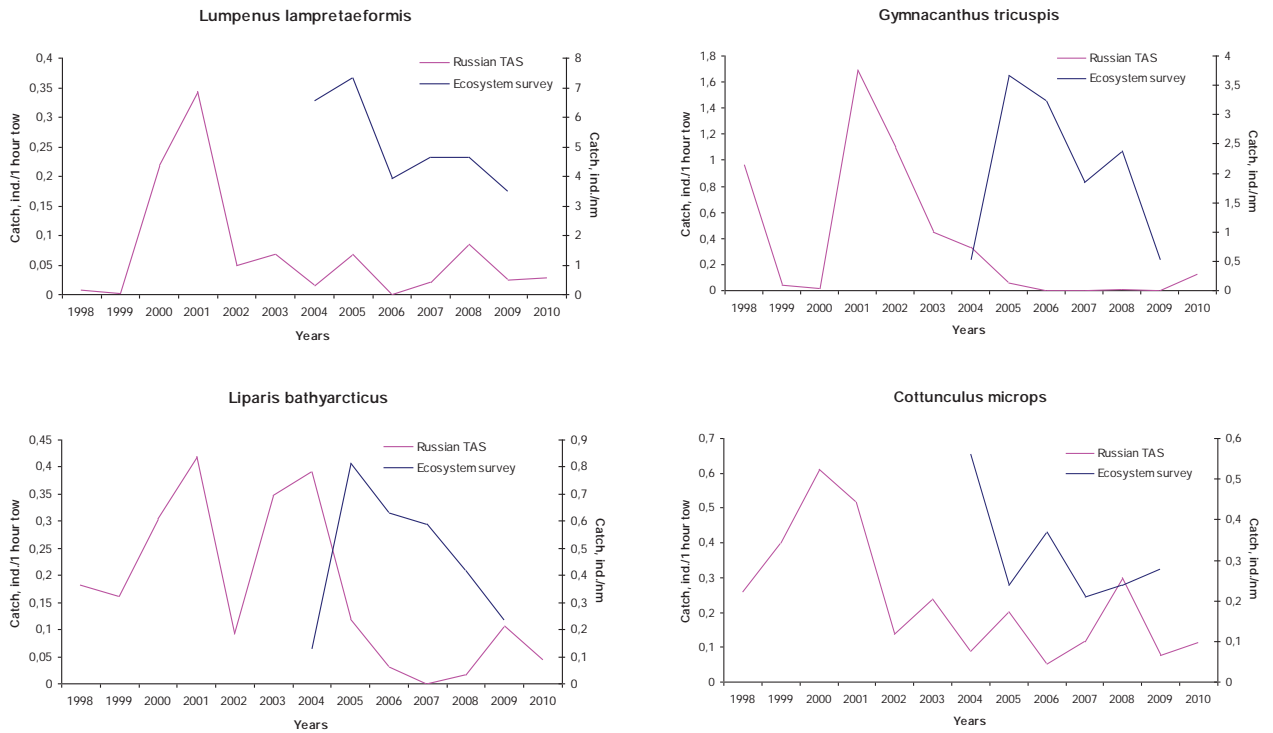 Lumpenus lampretaeformis
Russian TAS
Ecosystem survey
Catch, ind./1 hour tow
0,4
0,35
0,3
0,25
0,2
0,15
0,1
0,05
0
8
7
6
5
4
3
2
1
0
Catch, ind./nm
1998 1999 2000 2001 2002 2003 2004 2005 2006 2007 2008 2009 2010
Years
Gymnacanthus tricuspis
Russian TAS
Ecosystem survey
Catch, ind./1 hour tow
1,8
1,6
1,4
1,2
1
0,8
0,6
0,4
0,2
0
4
3,5
3
2,5
2
1,5
1
0,5
0
Catch, ind./nm
1998 1999 2000 2001 2002 2003 2004 2005 2006 2007 2008 2009 2010
Years
Liparis bathyarcticus
Russian TAS
Ecosystem survey
Catch, ind./1 hour tow
0,45
0,4
0,35
0,3
0,25
0,2
0,15
0,1
0,05
0
0,9
0,8
0,7
0,6
0,5
0,4
0,3
0,2
0,1
0
Catch, ind./nm
1998 1999 2000 2001 2002 2003 2004 2005 2006 2007 2008 2009 2010
Years
Cottunculus microps
Russian TAS
Ecosystem survey
Catch, ind./1 hour tow
0,7
0,6
0,5
0,4
0,3
0,2
0,1
0
0,6
0,5
0,4
0,3
0,2
0,1
0
Catch, ind./nm
1998 1999 2000 2001 2002 2003 2004 2005 2006 2007 2008 2009 2010
Years